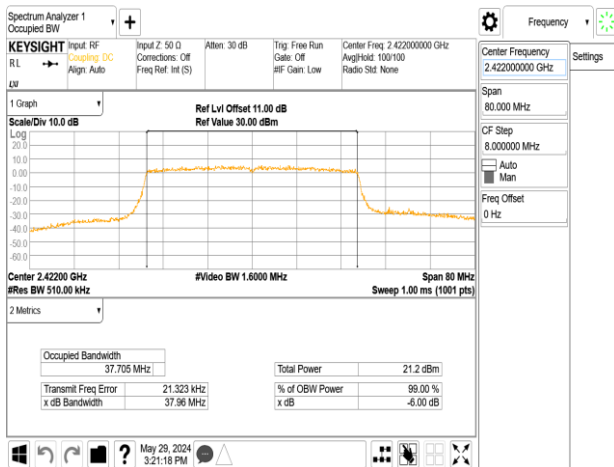 Spectrum Analyzer 1
Occupied BW
Frequency
KEYSIGHT
Input: RF
Coupling: DC
Align: Auto
Input Z: 50 Ω
Corrections: Off
Freq Ref: Int (S)
Atten: 30 dB
Trig: Free Run
Gate: Off
#IF Gain: Low
Center Freq: 2.422000000 GHz
Avg|Hold: 100/100
Radio Std: None
RL
LXI
Center Frequency
2.422000000 GHz
Settings
Span
80.000 MHz
CF Step
8.000000 MHz
Auto
Man
Freq Offset
0 Hz
1 Graph
Scale/Div 10.0 dB
Ref Lvl Offset 11.00 dB
Ref Value 30.00 dBm
Log
20.0
10.0
0.00
-10.0
-20.0
-30.0
-40.0
-50.0
-60.0
Center 2.42200 GHz
#Video BW 1.6000 MHz
Span 80 MHz
#Res BW 510.00 kHz
Sweep 1.00 ms (1001 pts)
2 Metrics
Occupied Bandwidth
37.705 MHz
Total Power 21.2 dBm
Transmit Freq Error 21.323 kHz
% of OBW Power 99.00 %
x dB Bandwidth 37.96 MHz
x dB -6.00 dB
May 29, 2024
3:21:18 PM